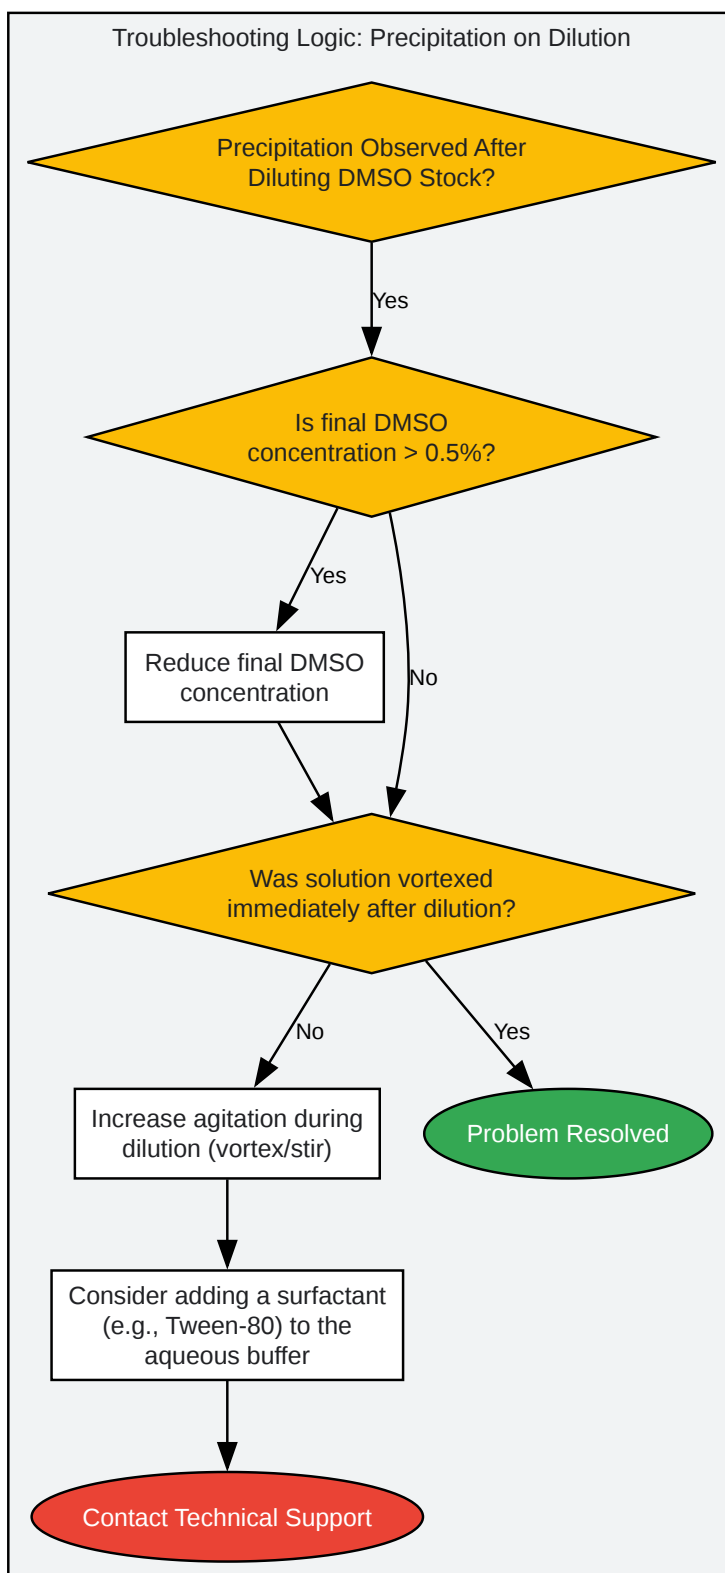 Troubleshooting Logic: Precipitation on Dilution
Precipitation Observed After
Diluting DMSO Stock?
Yes
Is final DMSO
concentration > 0.5%?
Yes
Reduce final DMSO
concentration
No
Was solution vortexed
immediately after dilution?
No
Yes
Increase agitation during
dilution (vortex/stir)
Problem Resolved
Consider adding a surfactant
(e.g., Tween-80) to the
aqueous buffer
Contact Technical Support